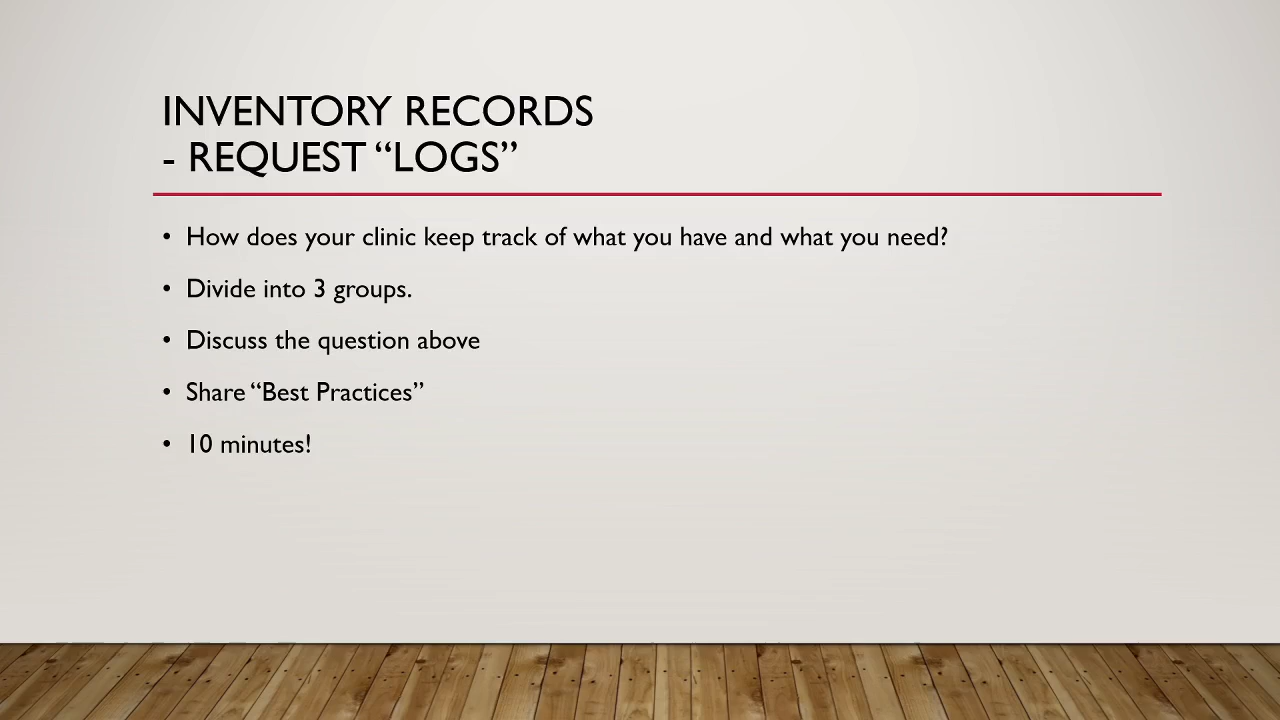 INVENTORY RECORDS
- REQUEST “LOGS”
• How does your clinic keep track of what you have and what you need?
• Divide into 3 groups.
• Discuss the question above
• Share “Best Practices”
• 10 minutes!